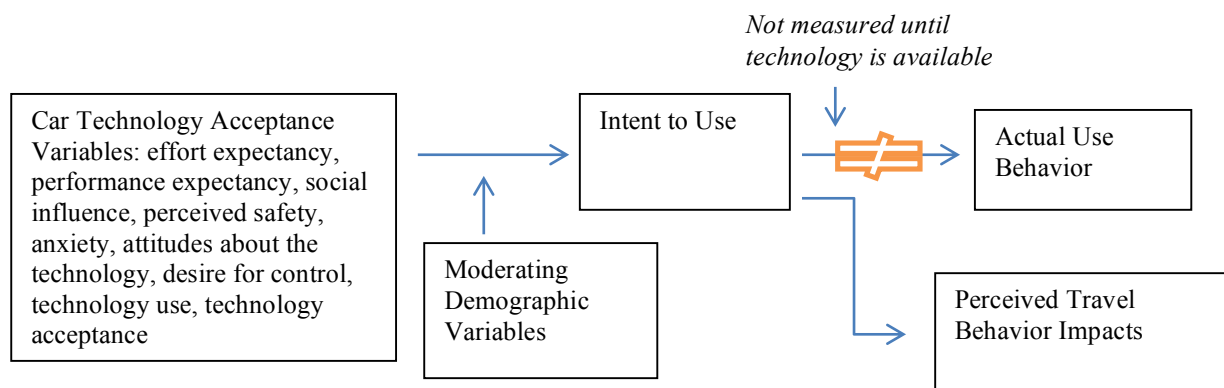 Not measured until
technology is available
Car Technology Acceptance
Variables: effort expectancy,
performance expectancy, social
influence, perceived safety,
anxiety, attitudes about the
technology, desire for control,
technology use, technology
acceptance
Intent to Use
Actual Use
Behavior
Moderating
Demographic
Variables
Perceived Travel
Behavior Impacts